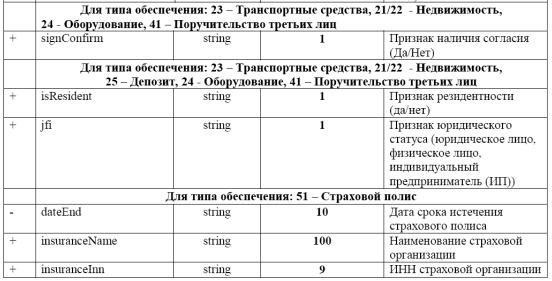 Для типа обеспечения: 23 – Транспортные средства, 21/22 - Недвижимость,
24 - Оборудование, 41 – Поручительство третьих лиц
+ signConfirm string 1 Признак наличия согласия
(Да/Нет)
Для типа обеспечения: 23 – Транспортные средства, 21/22 - Недвижимость,
25 – Депозит, 24 - Оборудование, 41 – Поручительство третьих лиц
+ isResident string 1 Признак резидентности
(да/нет)
+ jfi string 1 Признак юридического
статуса (юридическое лицо,
физическое лицо,
индивидуальный
предприниматель (ИП))
Для типа обеспечения: 51 – Страховой полис
- dateEnd string 10 Дата срока истечения
страхового полиса
+ insuranceName string 100 Наименование страховой
организации
+ insuranceInn string 9 ИНН страховой организации